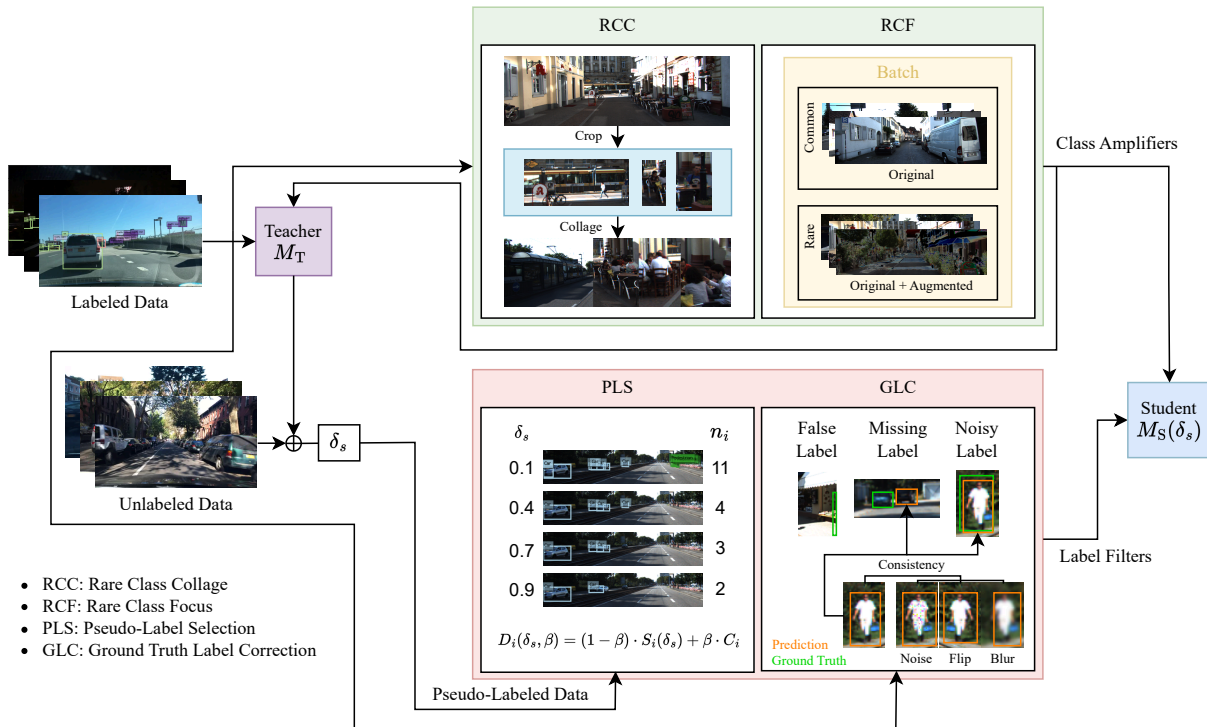 RCC
RCF
Crop
Collage
Batch
Common
Original
Rare
Original + Augmented
Class Amplifiers
Labeled Data
Teacher
M_T
Unlabeled Data
δ_s
Student
M_S(δ_s)
PLS
GLC
δ_s
n_i
0.1
11
0.4
4
0.7
3
0.9
2
D_i(δ_s, β) = (1 − β) · S_i(δ_s) + β · C_i
False
Label
Missing
Label
Noisy
Label
Consistency
Prediction
Ground Truth
Noise
Flip
Blur
Label Filters
Pseudo-Labeled Data
• RCC: Rare Class Collage
• RCF: Rare Class Focus
• PLS: Pseudo-Label Selection
• GLC: Ground Truth Label Correction